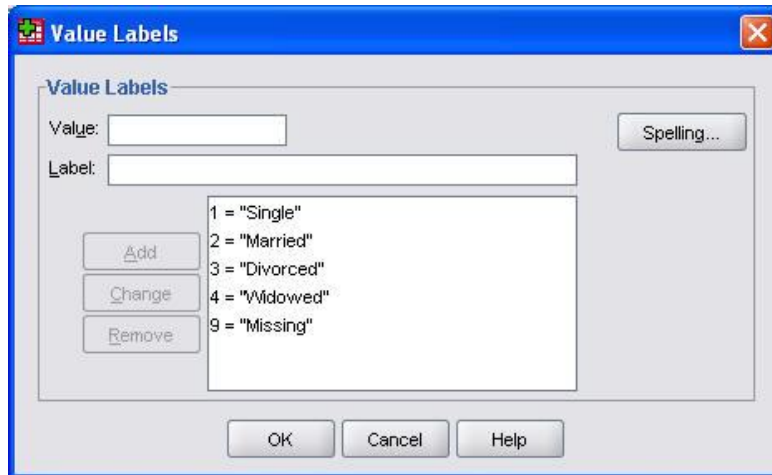 Value Labels
Value Labels
Value:
Spelling...
Label:
1 = "Single"
2 = "Married"
3 = "Divorced"
4 = "Widowed"
9 = "Missing"
Add
Change
Remove
OK Cancel Help